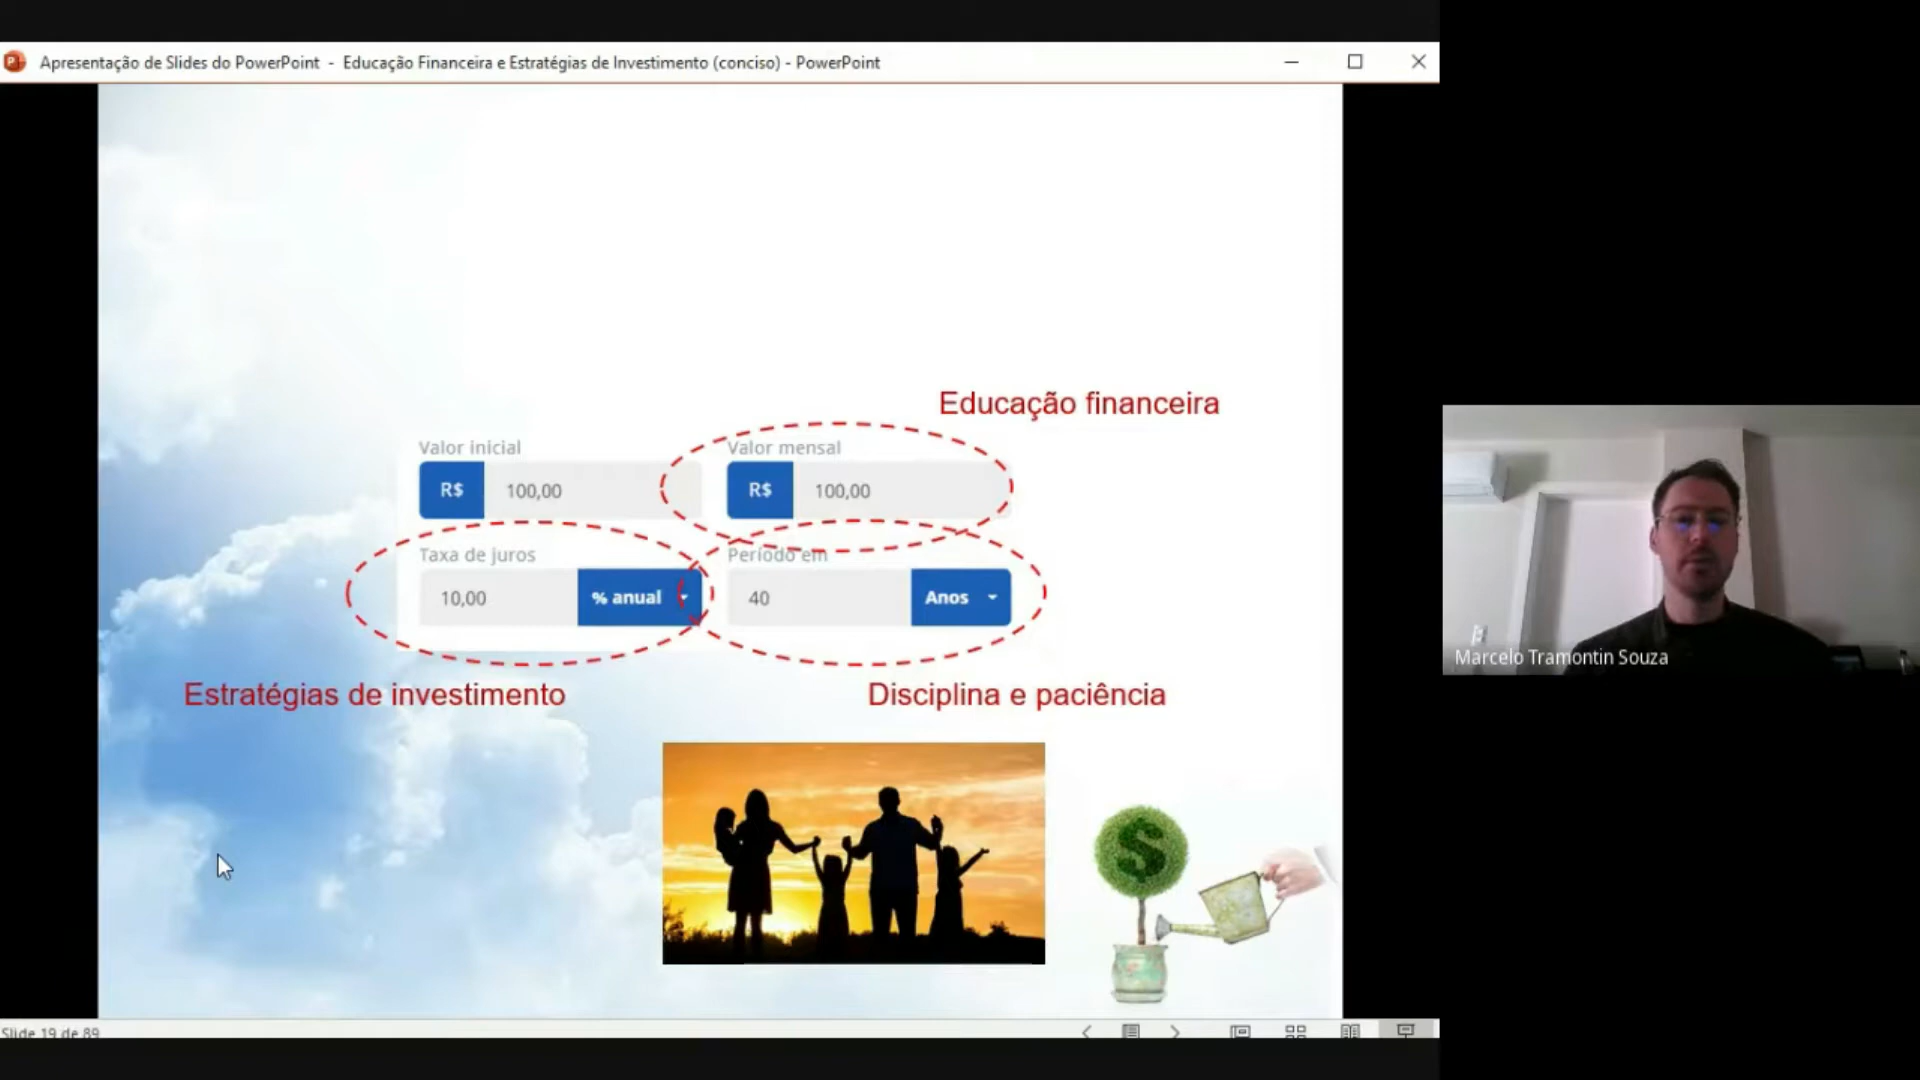 Apresentação de Slides do PowerPoint - Educação Financeira e Estratégias de Investimento (conciso) - PowerPoint
Educação financeira
Valor inicial
R$ 100,00
Valor mensal
R$ 100,00
Taxa de juros
10,00 % anual
Período em
40 Anos
Estratégias de investimento
Disciplina e paciência
$
Marcelo Tramontin Souza
Slide 19 de 89